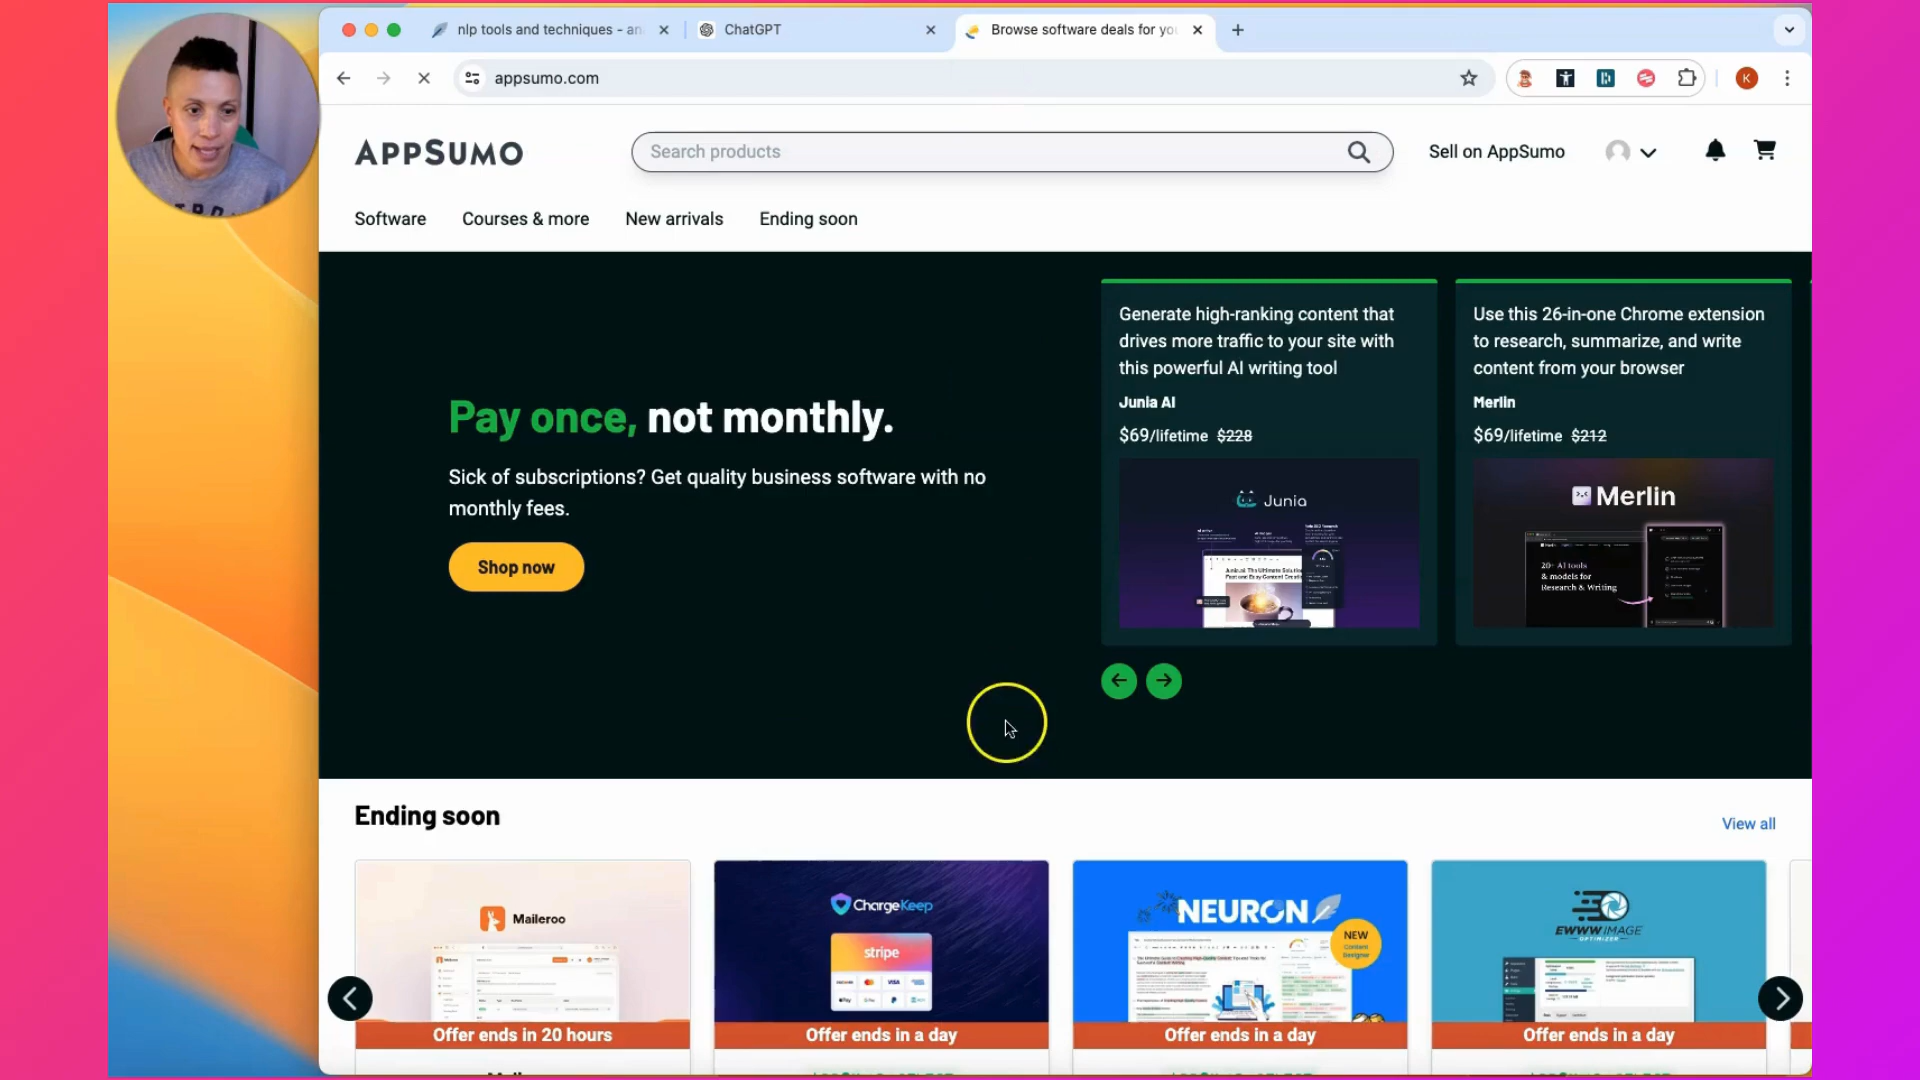 nlp tools and techniques - an
ChatGPT
Browse software deals for you
appsumo.com
K
APPSUMO
Search products
Sell on AppSumo
Software
Courses & more
New arrivals
Ending soon
Pay once, not monthly.
Sick of subscriptions? Get quality business software with no
monthly fees.
Shop now
Generate high-ranking content that
drives more traffic to your site with
this powerful AI writing tool
Junia AI
$69/lifetime $228
Junia
Use this 26-in-one Chrome extension
to research, summarize, and write
content from your browser
Merlin
$69/lifetime $212
Merlin
20+ AI tools
& models for
Research & Writing
Ending soon
View all
Maileroo
Offer ends in 20 hours
ChargeKeep
stripe
VISA
Offer ends in a day
NEURON
NEW
Content
Designer
Offer ends in a day
EWWW IMAGE
OPTIMIZER
Offer ends in a day